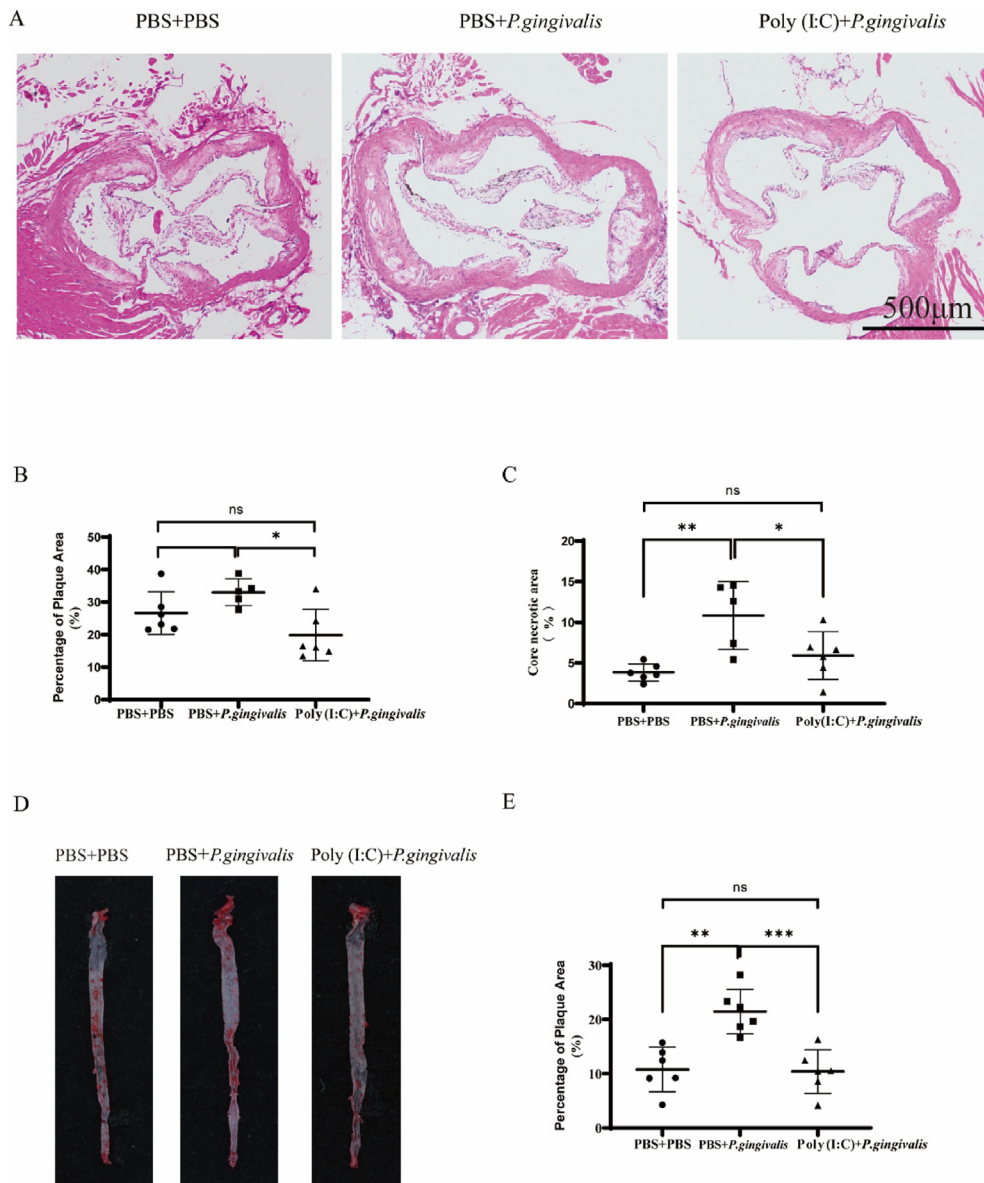 A
PBS+PBS
PBS+P.gingivalis
Poly (I:C)+P.gingivalis
500μm
B
ns
*
50
40
30
20
10
0
Percentage of Plaque Area
(%)
PBS+PBS
PBS+P.gingivalis
Poly (I:C)+P.gingivalis
C
ns
**
*
20
15
10
5
0
Core necrotic area
( %)
PBS+PBS
PBS+P.gingivalis
Poly(I:C)+P.gingivalis
D
PBS+PBS
PBS+P.gingivalis
Poly (I:C)+P.gingivalis
E
ns
**
***
30
20
10
0
Percentage of Plaque Area
(%)
PBS+PBS
PBS+P.gingivalis
Poly (I:C)+P.gingivalis